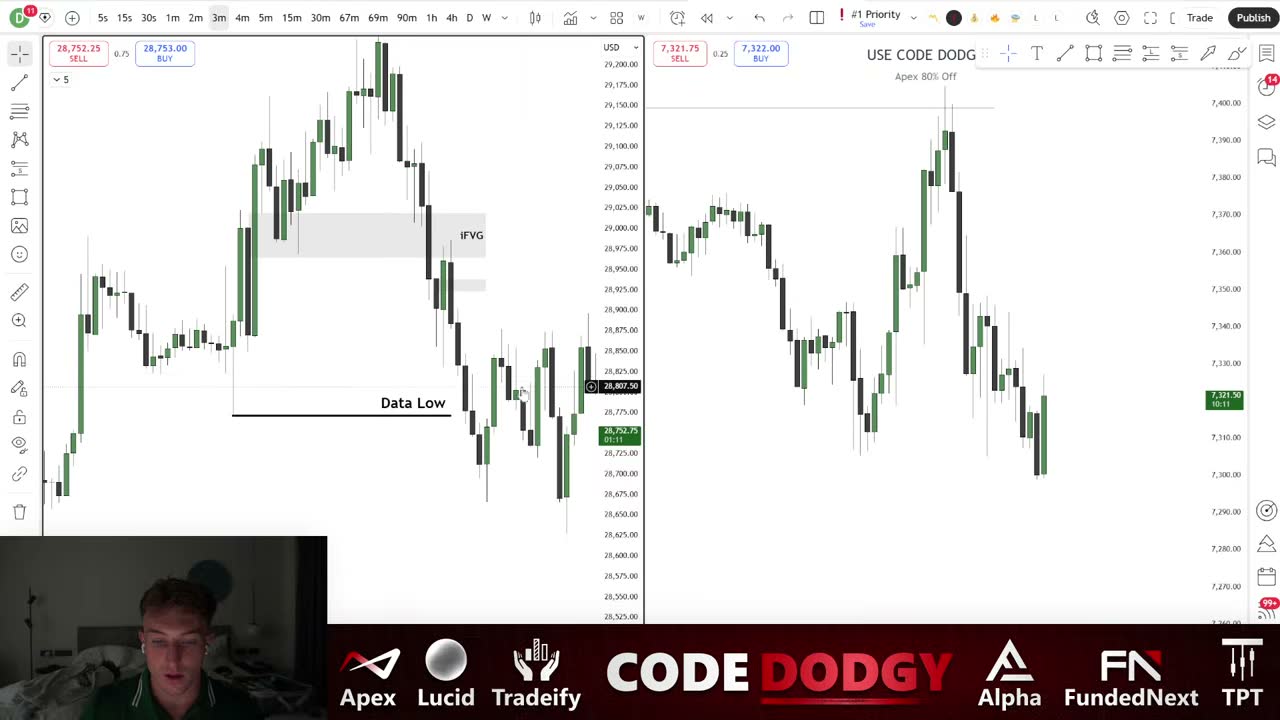 D
11
5s 15s 30s 1m 2m 3m 4m 5m 15m 30m 67m 69m 90m 1h 4h D W
W
#1 Priority
Save
L L
Trade
Publish
28,752.25
SELL
0.75
28,753.00
BUY
5
USD
29,200.00
29,175.00
29,150.00
29,125.00
29,100.00
29,075.00
29,050.00
29,025.00
29,000.00
28,975.00
28,950.00
28,925.00
28,900.00
28,875.00
28,850.00
28,825.00
28,807.50
28,775.00
28,752.75
01:11
28,725.00
28,700.00
28,675.00
28,650.00
28,625.00
28,600.00
28,575.00
28,550.00
28,525.00
iFVG
Data Low
7,321.75
SELL
0.25
7,322.00
BUY
USE CODE DODG
Apex 80% Off
T
7,400.00
7,390.00
7,380.00
7,370.00
7,360.00
7,350.00
7,340.00
7,330.00
7,321.50
10:11
7,310.00
7,300.00
7,290.00
7,280.00
7,270.00
14
99+
Apex
Lucid
Tradeify
CODE DODGY
Alpha
FN
FundedNext
TPT